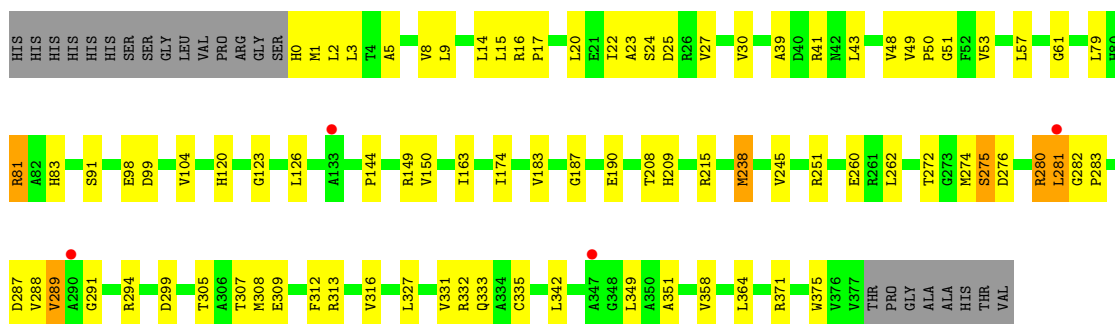 HIS HIS HIS HIS HIS HIS SER SER GLY LEU VAL PRO ARG GLY SER H0 M1 L2 L3 T4 A5 V8 L9 L14 L15 R16 P17 L20 E21 I22 A23 S24 D25 R26 V27 V30 A39 D40 R41 N42 L43 V48 V49 P50 G51 F52 V53 L57 G61 L79 H80
R81 A82 H83 S91 E98 D99 V104 H120 G123 L126 A133 P144 R149 V150 I163 I174 V183 G187 E190 T208 H209 R215 M238 V245 R251 E260 R261 L262 T272 G273 M274 S275 D276 R280 L281 G282 P283
D287 V288 V289 A290 G291 R294 D299 T305 A306 T307 M308 E309 F312 R313 V316 L327 V331 R332 Q333 A334 C335 L342 A347 G348 L349 A350 A351 V358 L364 R371 W375 V376 V377 THR PRO GLY ALA ALA HIS THR VAL